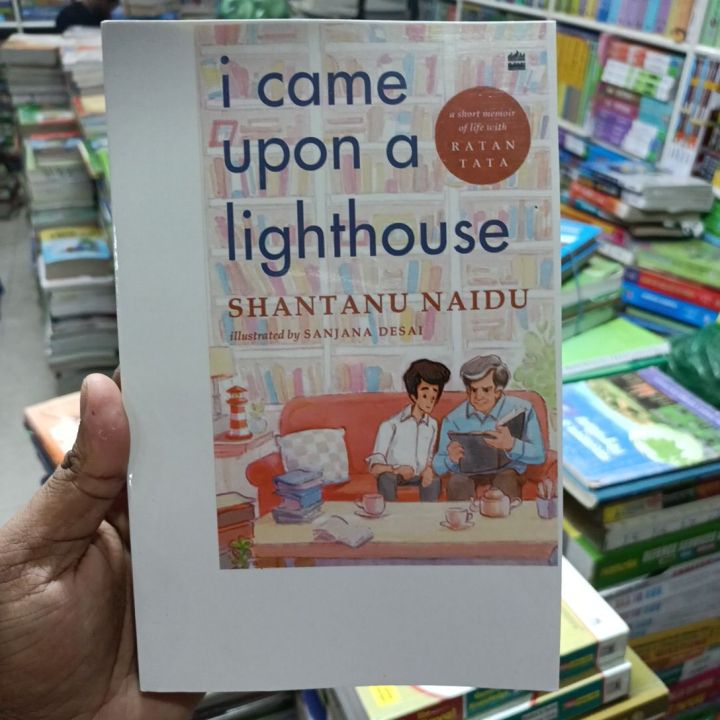 i came
upon a
lighthouse
a short memoir
of life with
RATAN
TATA
SHANTANU NAIDU
illustrated by SANJANA DESAI